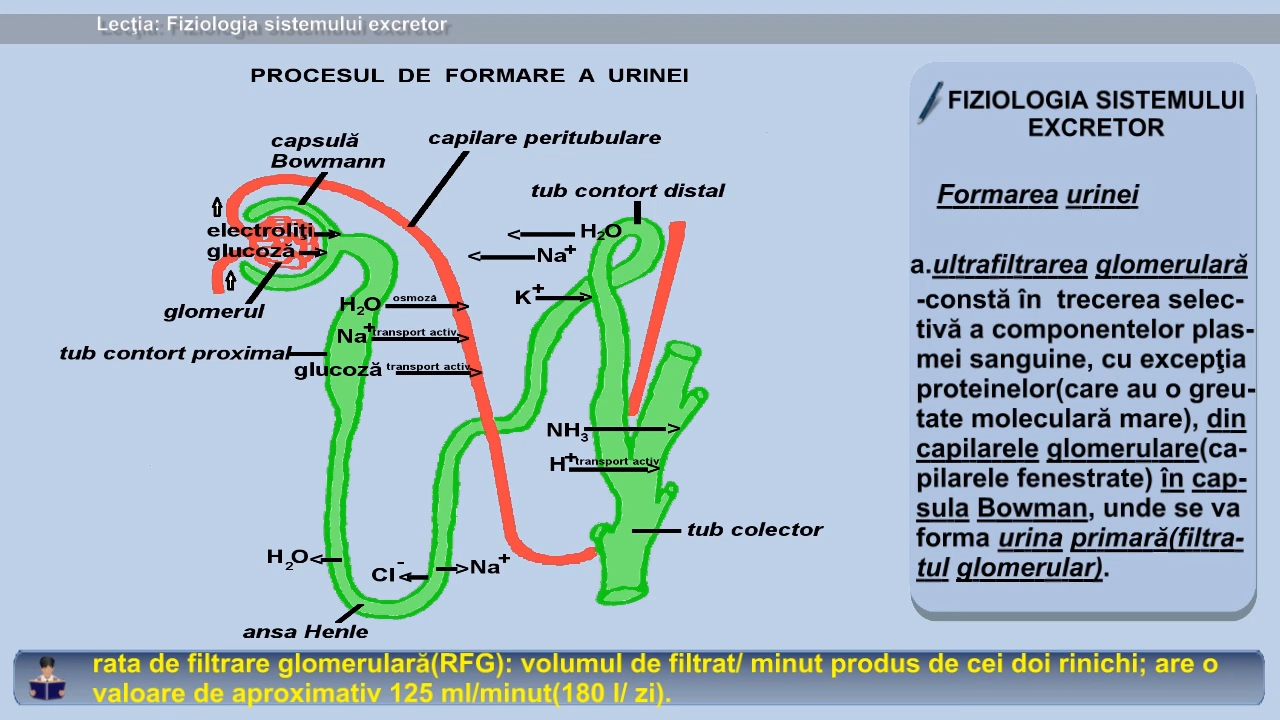 Lecţia: Fiziologia sistemului excretor
PROCESUL DE FORMARE A URINEI
capsulă
Bowmann
capilare peritubulare
tub contort distal
electroliţi
glucoză
glomerul
H₂O
Na⁺
K⁺
H₂O osmoză
Na⁺ transport activ
tub contort proximal
glucoză transport activ
NH₃
H⁺ transport activ
tub colector
H₂O
Cl⁻
Na⁺
ansa Henle
FIZIOLOGIA SISTEMULUI
EXCRETOR
Formarea urinei
a.ultrafiltrarea glomerulară
-constă în trecerea selec-
tivă a componentelor plas-
mei sanguine, cu excepţia
proteinelor(care au o greu-
tate moleculară mare), din
capilarele glomerulare(ca-
pilarele fenestrate) în cap-
sula Bowman, unde se va
forma urina primară(filtra-
tul glomerular).
rata de filtrare glomerulară(RFG): volumul de filtrat/ minut produs de cei doi rinichi; are o
valoare de aproximativ 125 ml/minut(180 l/ zi).